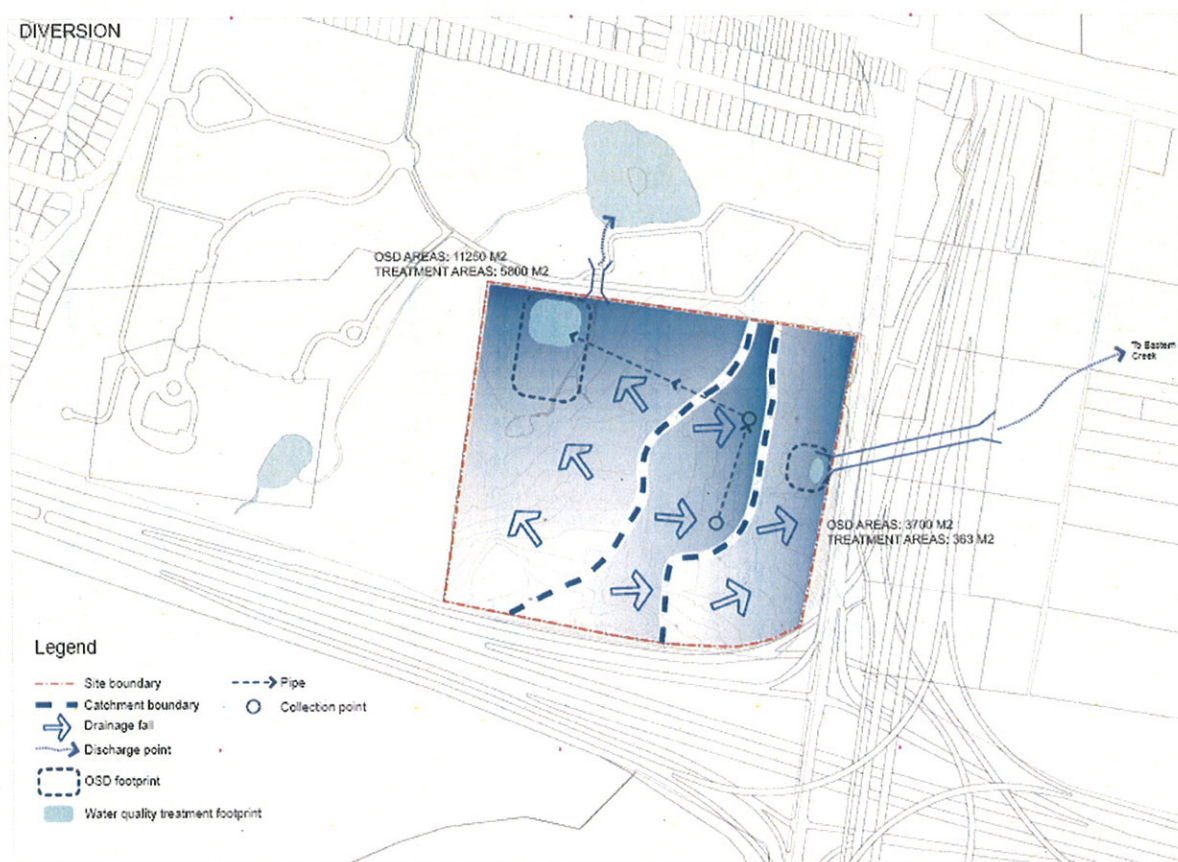 DIVERSION
OSD AREAS: 11250 M2
TREATMENT AREAS: 5800 M2
To Eastern
Creek
OSD AREAS: 3700 M2
TREATMENT AREAS: 363 M2
Legend
Site boundary
Catchment boundary
Drainage fall
Discharge point
OSD footprint
Water quality treatment footprint
Pipe
Collection point